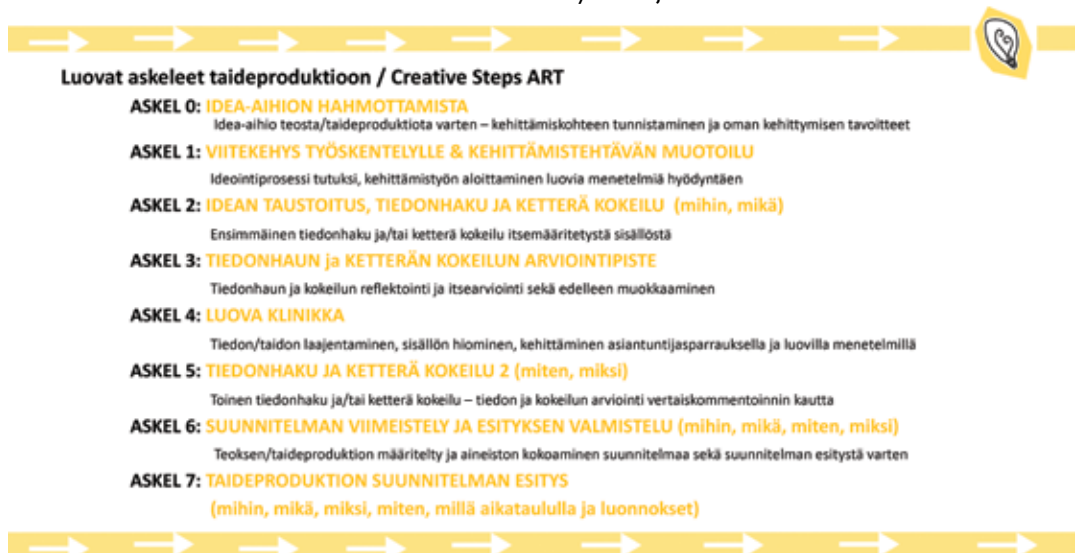 Luovat askeleet taideproduktioon / Creative Steps ART
ASKEL 0: IDEA-AIHION HAHMOTTAMISTA
Idea-aihio teosta/taideproduktiota varten – kehittämiskohteen tunnistaminen ja oman kehittymisen tavoitteet
ASKEL 1: VIITEKEHYS TYÖSKENTELYLLE & KEHITTÄMISTEHTÄVÄN MUOTOILU
Ideointiprosessi tutuksi, kehittämistyön aloittaminen luovia menetelmiä hyödyntäen
ASKEL 2: IDEAN TAUSTOITUS, TIEDONHAKU JA KETTERÄ KOKEILU (mihin, mikä)
Ensimmäinen tiedonhaku ja/tai ketterä kokeilu itsemääritetystä sisällöstä
ASKEL 3: TIEDONHAUN ja KETTERÄN KOKEILUN ARVIOINTIPISTE
Tiedonhaun ja kokeilun reflektointi ja itsearviointi sekä edelleen muokkaaminen
ASKEL 4: LUOVA KLINIKKA
Tiedon/taidon laajentaminen, sisällön hiominen, kehittäminen asiantuntijasparrauksella ja luovilla menetelmillä
ASKEL 5: TIEDONHAKU JA KETTERÄ KOKEILU 2 (miten, miksi)
Toinen tiedonhaku ja/tai ketterä kokeilu – tiedon ja kokeilun arviointi vertaiskommentoinnin kautta
ASKEL 6: SUUNNITELMAN VIIMEISTELY JA ESITYKSEN VALMISTELU (mihin, mikä, miten, miksi)
Teoksen/taideproduktion määritelty ja aineiston kokoaminen suunnitelmaa sekä suunnitelman esitystä varten
ASKEL 7: TAIDEPRODUKTION SUUNNITELMAN ESITYS
(mihin, mikä, miksi, miten, millä aikataululla ja luonnokset)